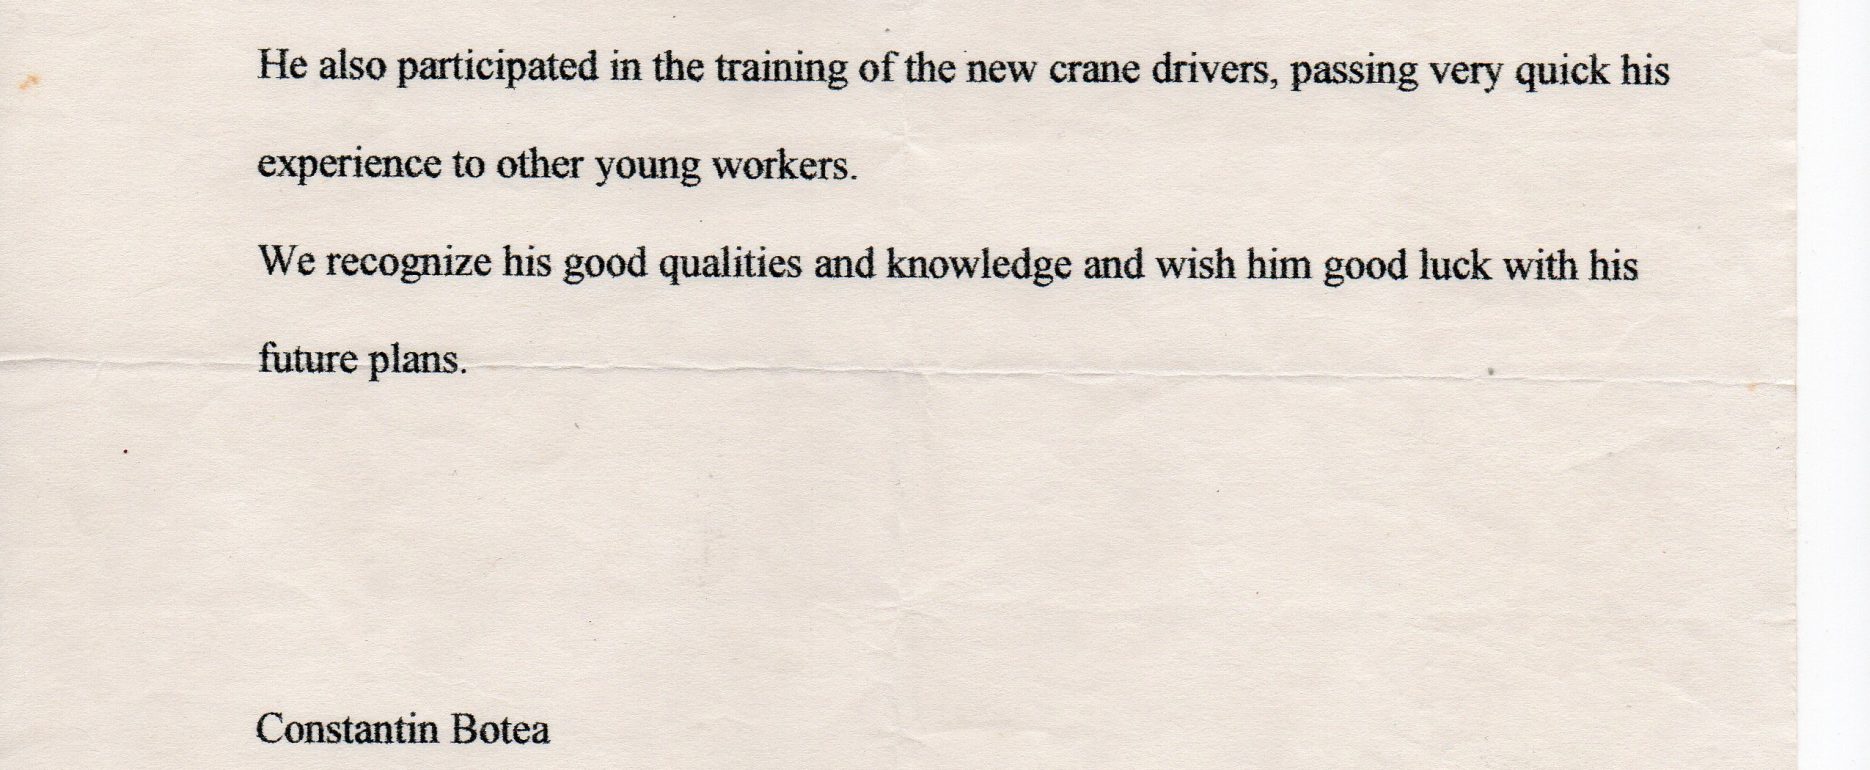 He also participated in the training of the new crane drivers, passing very quick his
experience to other young workers.
We recognize his good qualities and knowledge and wish him good luck with his
future plans.
Constantin Botea